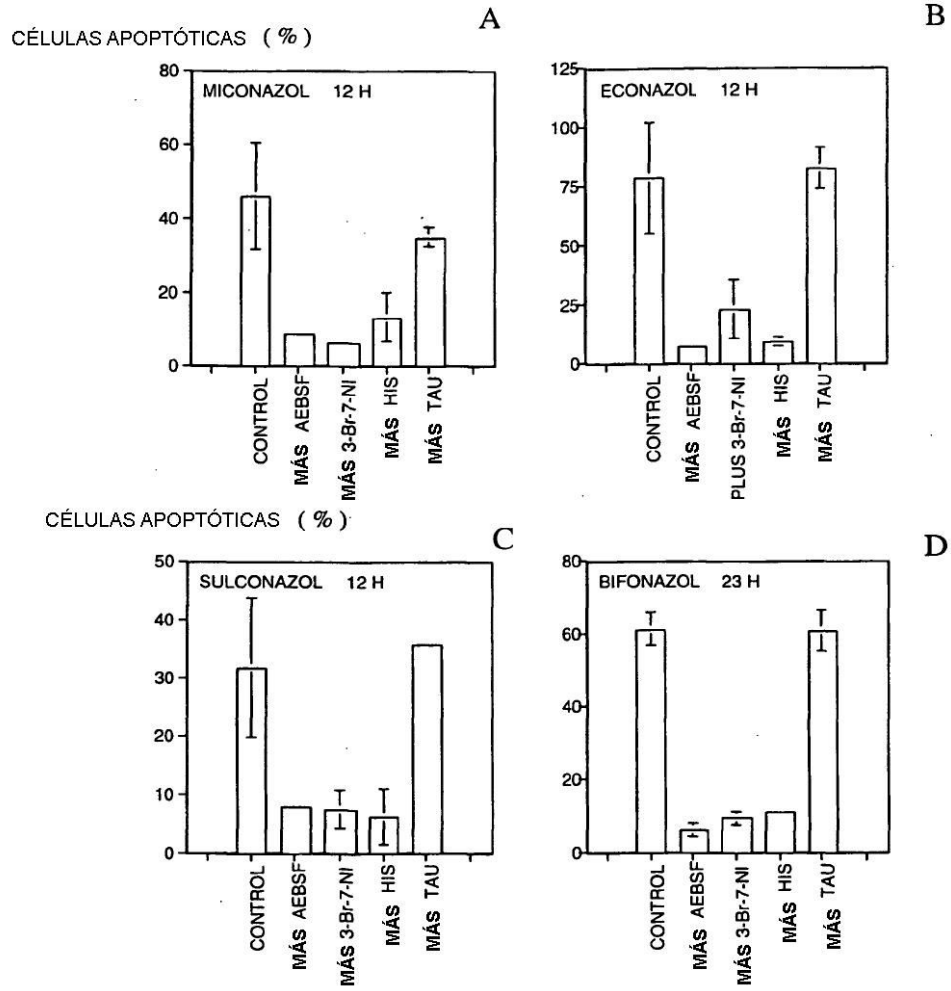 A
B
CÉLULAS APOPTÓTICAS ( % )
MICONAZOL 12 H
80
60
40
20
0
CONTROL
MÁS AEBSF
MÁS 3-Br-7-NI
MÁS HIS
MÁS TAU
ECONAZOL 12 H
125
100
75
50
25
0
CONTROL
MÁS AEBSF
PLUS 3-Br-7-NI
MÁS HIS
MÁS TAU
CÉLULAS APOPTÓTICAS ( % )
C
D
SULCONAZOL 12 H
50
40
30
20
10
0
CONTROL
MÁS AEBSF
MÁS 3-Br-7-NI
MÁS HIS
MÁS TAU
BIFONAZOL 23 H
80
60
40
20
0
CONTROL
MÁS AEBSF
MÁS 3-Br-7-NI
MÁS HIS
MÁS TAU